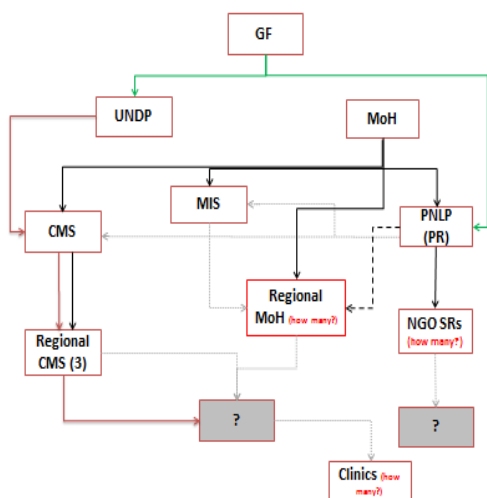 GF
UNDP
MoH
MIS
PNLP
(PR)
CMS
Regional
MoH (how many?)
NGO SRs
(how many?)
Regional
CMS (3)
?
?
Clinics (how
many?)